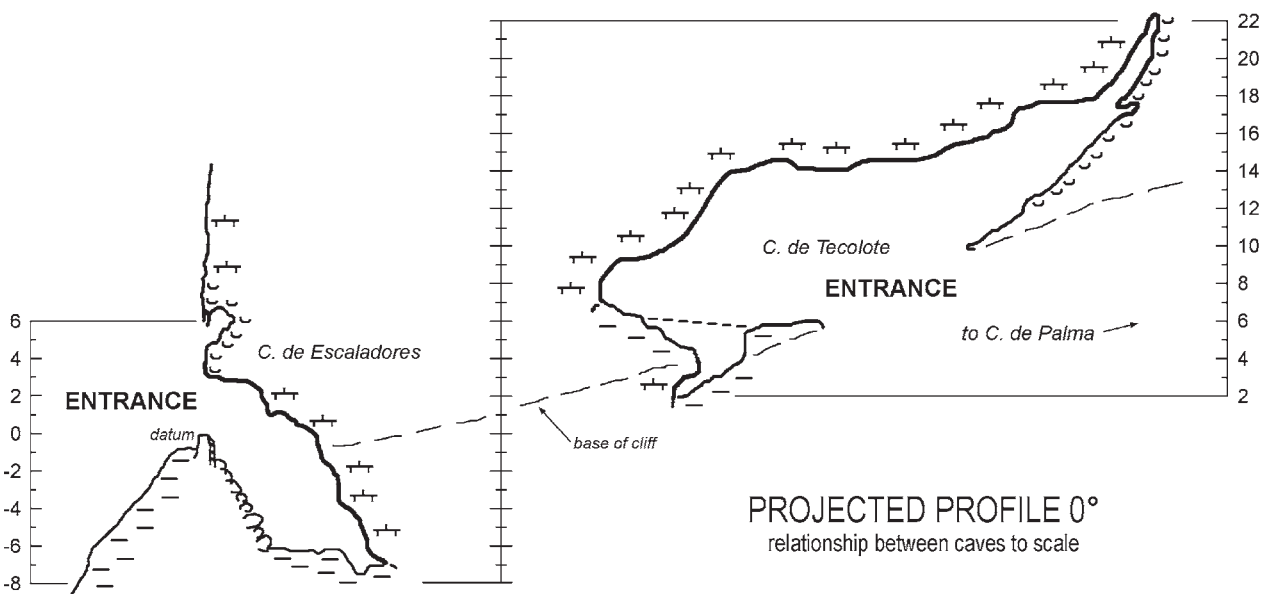 22
20
18
16
14
12
10
8
6
4
2
C. de Tecolote
ENTRANCE
to C. de Palma
6
4
2
0
-2
-4
-6
-8
C. de Escaladores
ENTRANCE
datum
base of cliff
PROJECTED PROFILE 0°
relationship between caves to scale